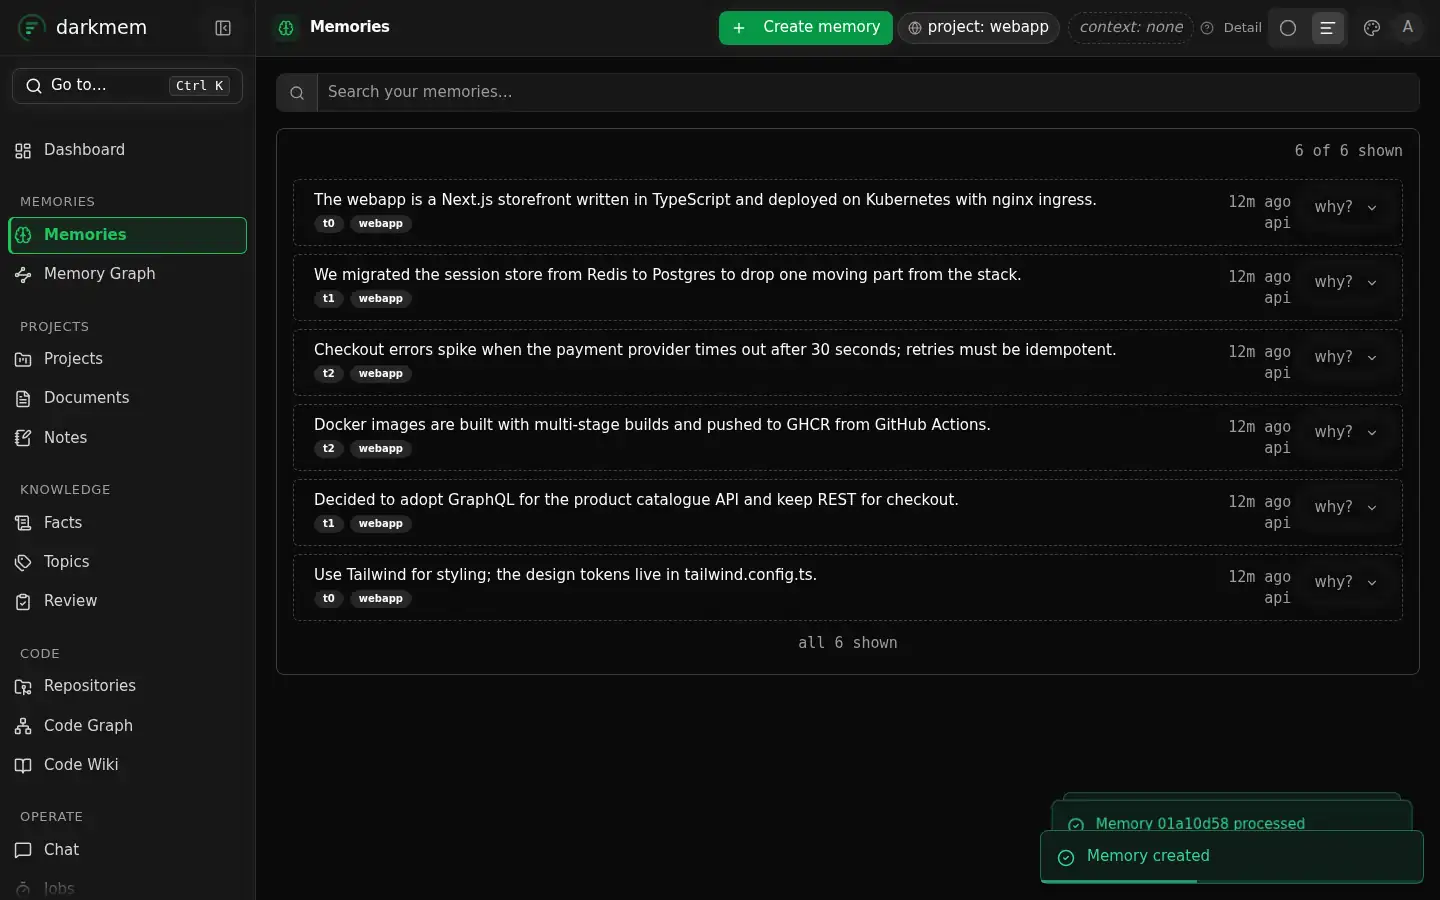 darkmem
Memories
Create memory
project: webapp
context: none
Detail
A
Go to...
Ctrl K
Search your memories...
Dashboard
6 of 6 shown
MEMORIES
Memories
Memory Graph
PROJECTS
Projects
Documents
Notes
KNOWLEDGE
Facts
Topics
Review
CODE
Repositories
Code Graph
Code Wiki
OPERATE
Chat
Jobs
The webapp is a Next.js storefront written in TypeScript and deployed on Kubernetes with nginx ingress.
12m ago
why?
t0 webapp
api
We migrated the session store from Redis to Postgres to drop one moving part from the stack.
12m ago
why?
t1 webapp
api
Checkout errors spike when the payment provider times out after 30 seconds; retries must be idempotent.
12m ago
why?
t2 webapp
api
Docker images are built with multi-stage builds and pushed to GHCR from GitHub Actions.
12m ago
why?
t2 webapp
api
Decided to adopt GraphQL for the product catalogue API and keep REST for checkout.
12m ago
why?
t1 webapp
api
Use Tailwind for styling; the design tokens live in tailwind.config.ts.
12m ago
why?
t0 webapp
api
all 6 shown
Memory 01a10d58 processed
Memory created